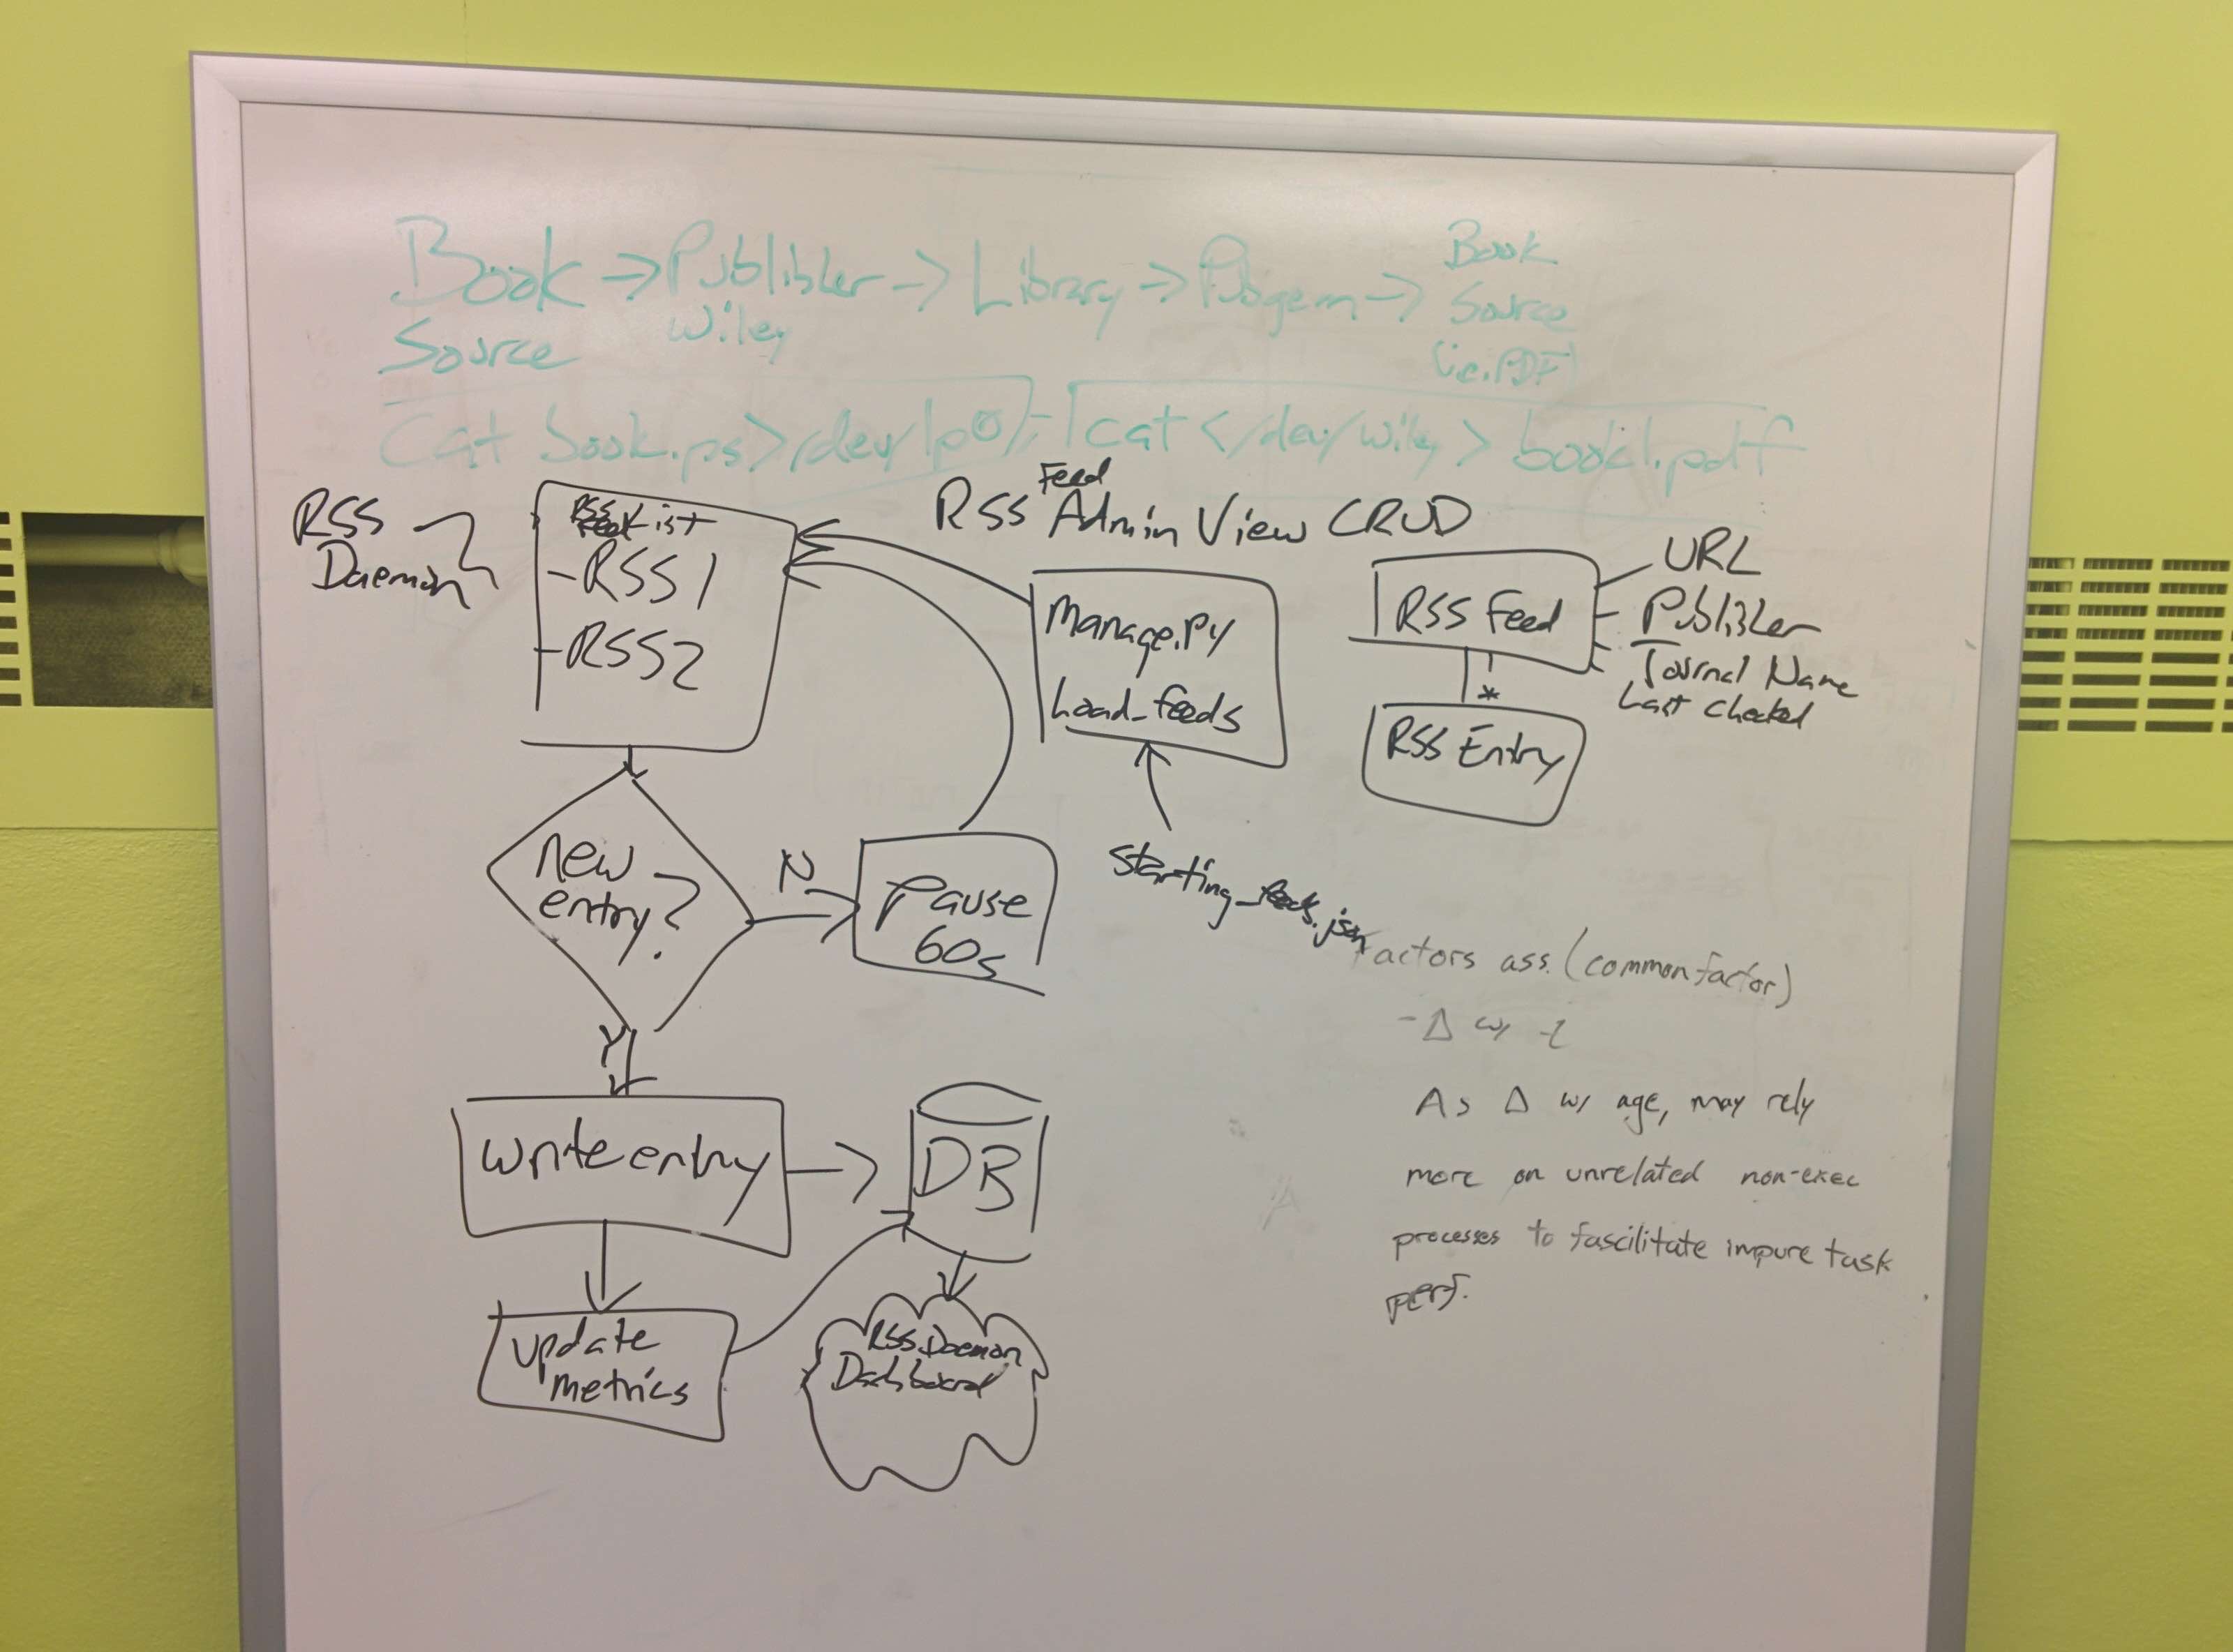 Book Source → Publisher Wiley → Library → Pubgem → Book Source (i.e. PDF)
Cat book.ps > /dev/lp0 cat < /dev/wiley > book1.pdf
RSS
Daemon
RSS
Feed List
- RSS1
- RSS2
RSS Feed Admin View CRUD
Manage.py
Load_feeds
starting_feeds.json
RSS Feed
URL
Publisher
Journal Name
Last Checked
*
RSS Entry
new
entry?
N
Pause
60s
Y
write entry
DB
update
metrics
RSS Daemon
Dashboard
Factors ass. (common factor)
- Δ w/ t
As Δ w/ age, may rely
more on unrelated non-exec
processes to fascilitate impure task
perf.